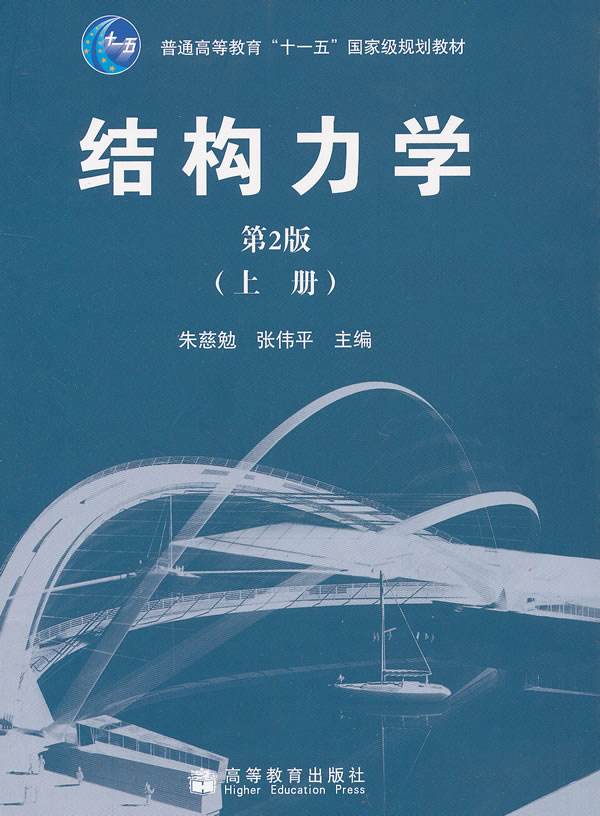 十一五
普通高等教育“十一五”国家级规划教材
结构力学
第2版
（上 册）
朱慈勉 张伟平 主编
高等教育出版社
Higher Education Press